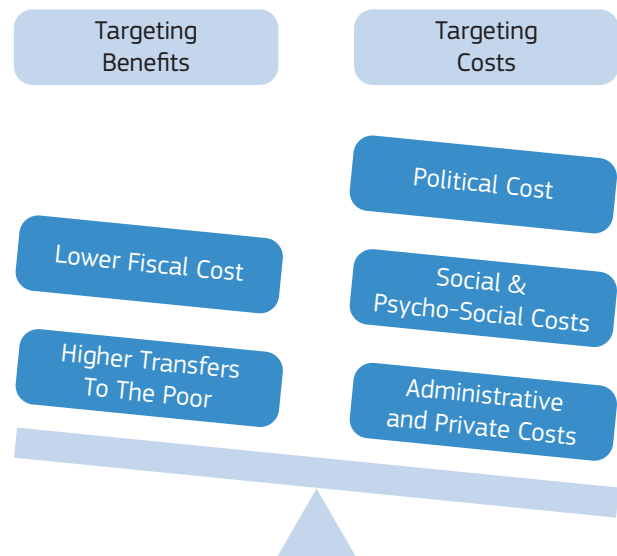 Targeting
Benefits
Targeting
Costs
Lower Fiscal Cost
Higher Transfers
To The Poor
Political Cost
Social &
Psycho-Social Costs
Administrative
and Private Costs